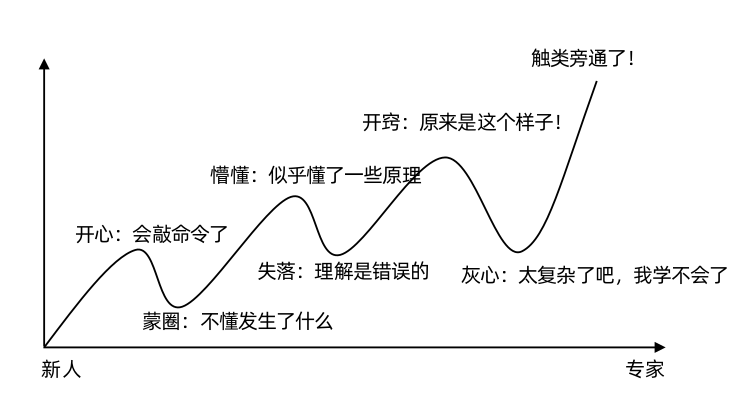 触类旁通了！
开窍：原来是这个样子！
懵懂：似乎懂了一些原理
开心：会敲命令了
失落：理解是错误的
灰心：太复杂了吧，我学不会了
蒙圈：不懂发生了什么
新人
专家